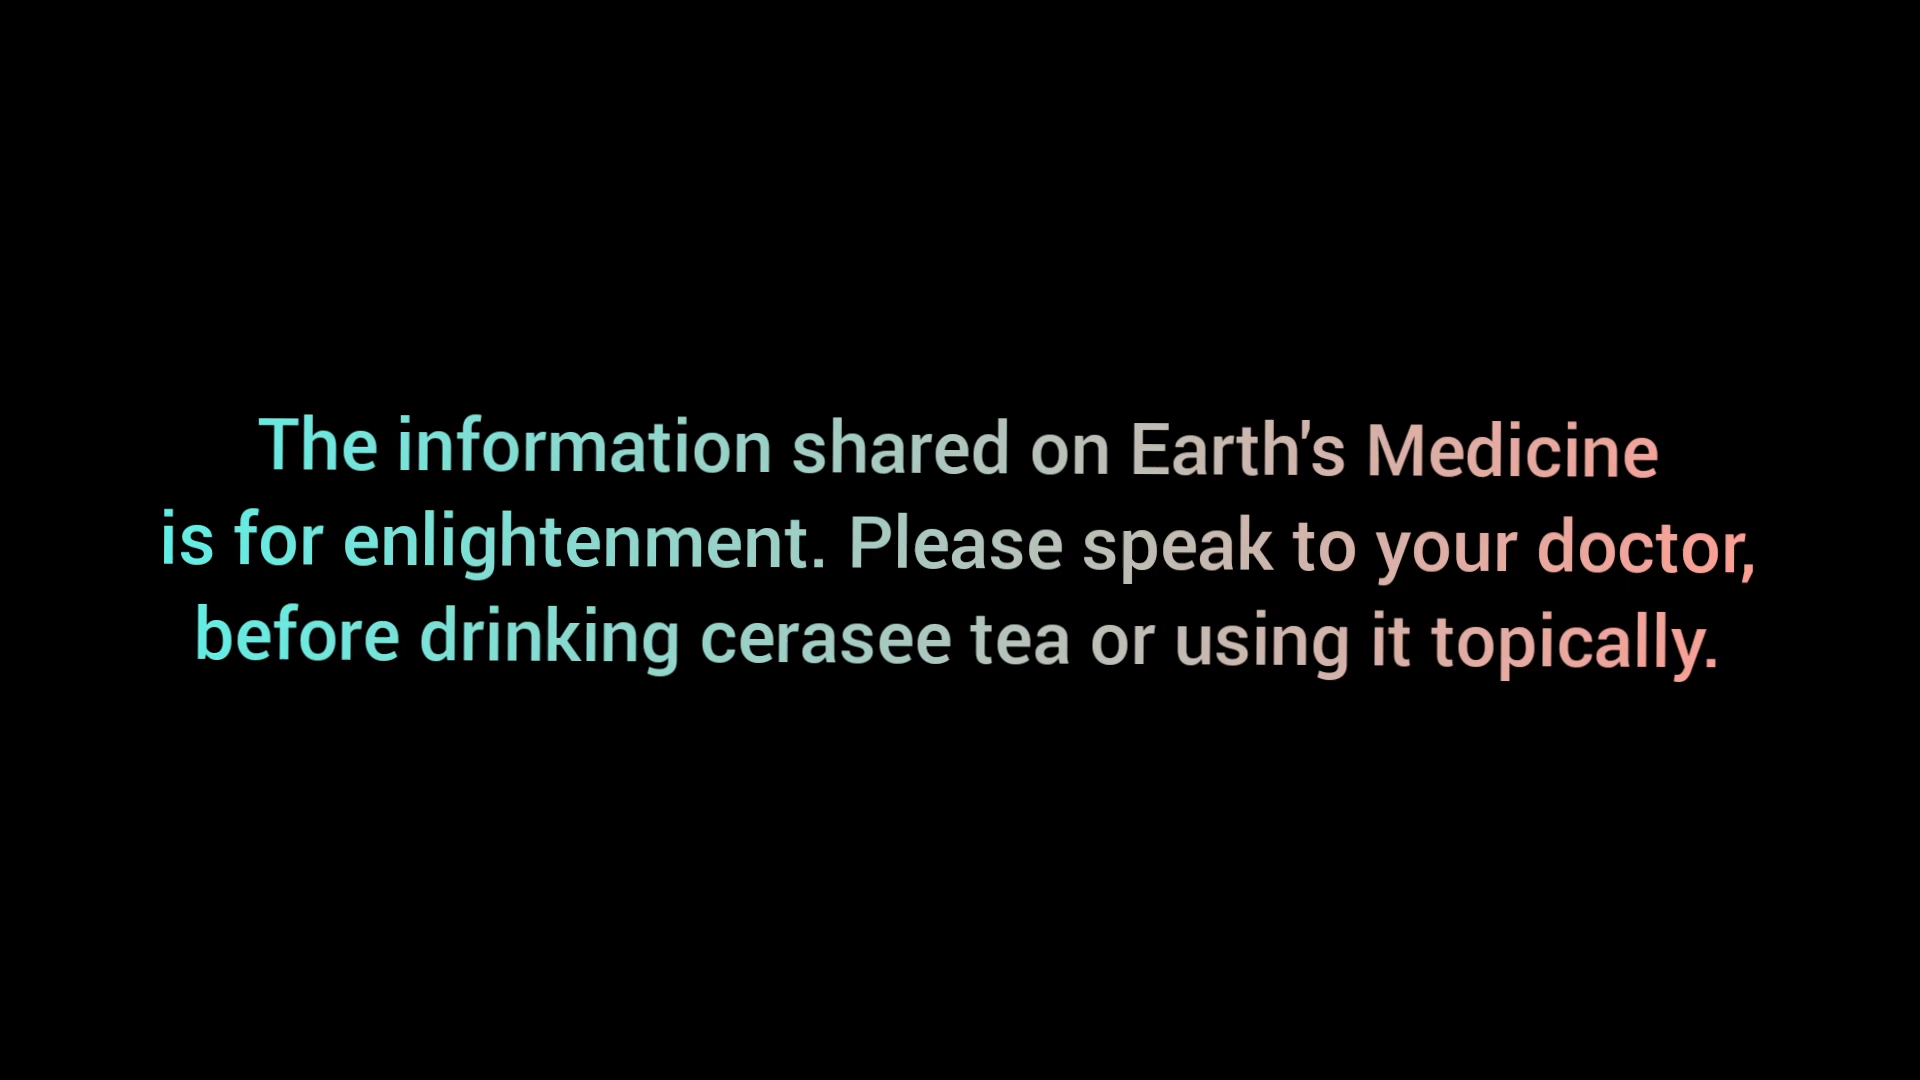 The information shared on Earth's Medicine
is for enlightenment. Please speak to your doctor,
before drinking cerasee tea or using it topically.